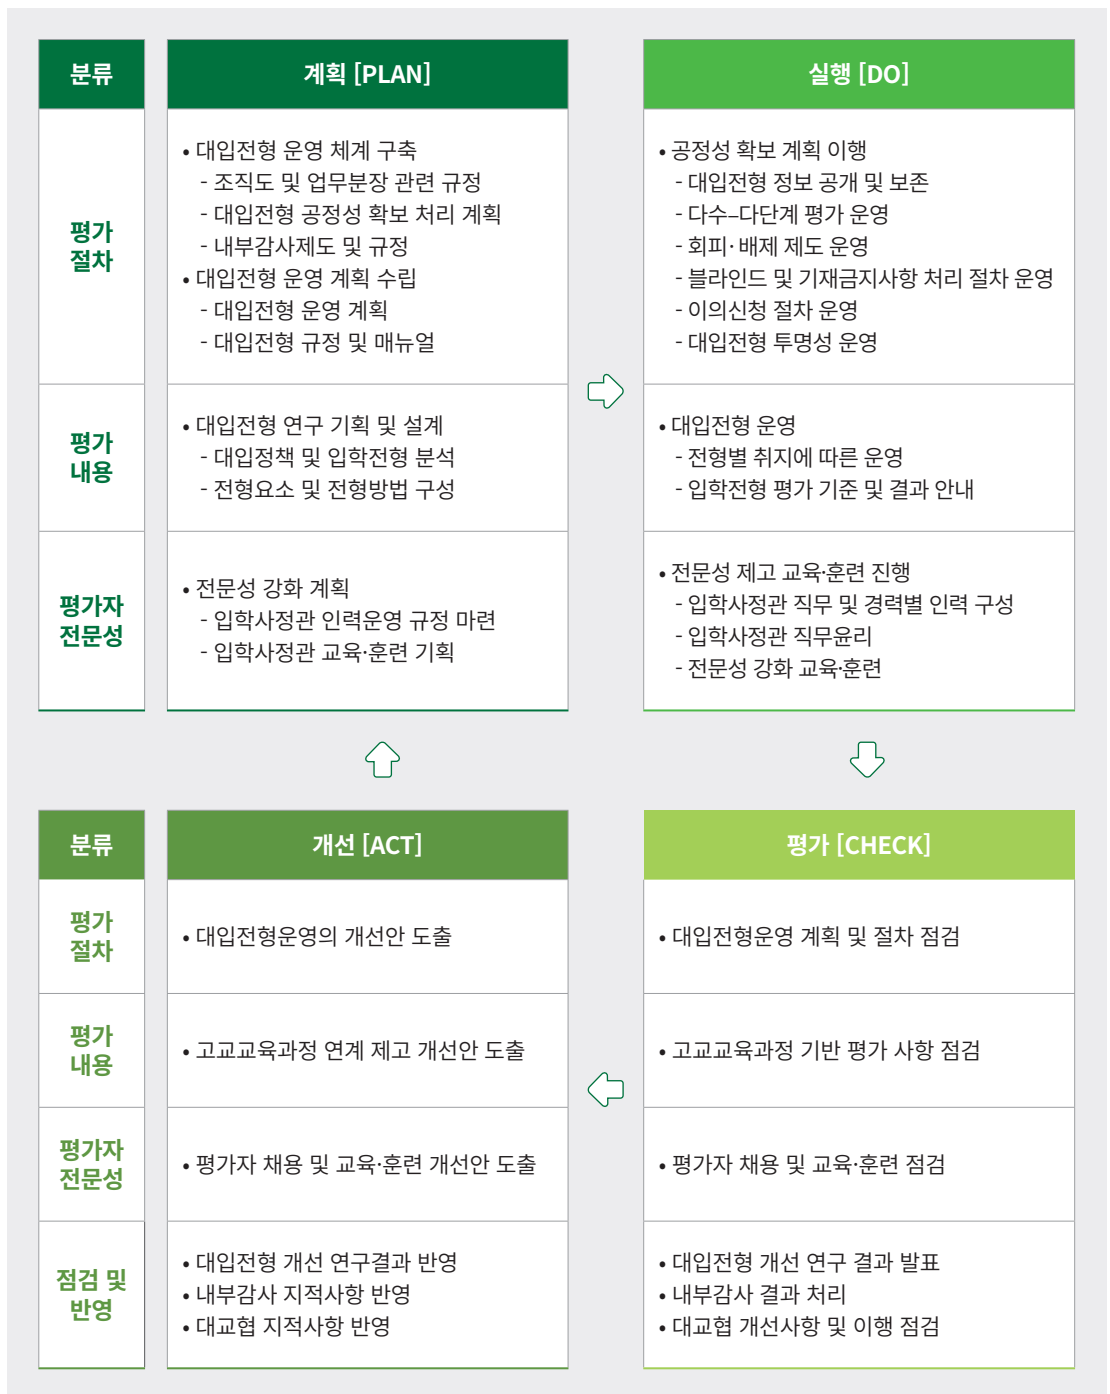 분류
계획 [PLAN]
실행 [DO]
평가
절차
• 대입전형 운영 체계 구축
- 조직도 및 업무분장 관련 규정
- 대입전형 공정성 확보 처리 계획
- 내부감사제도 및 규정
• 대입전형 운영 계획 수립
- 대입전형 운영 계획
- 대입전형 규정 및 매뉴얼
• 공정성 확보 계획 이행
- 대입전형 정보 공개 및 보존
- 다수–다단계 평가 운영
- 회피·배제 제도 운영
- 블라인드 및 기재금지사항 처리 절차 운영
- 이의신청 절차 운영
- 대입전형 투명성 운영
평가
내용
• 대입전형 연구 기획 및 설계
- 대입정책 및 입학전형 분석
- 전형요소 및 전형방법 구성
• 대입전형 운영
- 전형별 취지에 따른 운영
- 입학전형 평가 기준 및 결과 안내
평가자
전문성
• 전문성 강화 계획
- 입학사정관 인력운영 규정 마련
- 입학사정관 교육·훈련 기획
• 전문성 제고 교육·훈련 진행
- 입학사정관 직무 및 경력별 인력 구성
- 입학사정관 직무윤리
- 전문성 강화 교육·훈련
분류
개선 [ACT]
평가 [CHECK]
평가
절차
• 대입전형운영의 개선안 도출
• 대입전형운영 계획 및 절차 점검
평가
내용
• 고교교육과정 연계 제고 개선안 도출
• 고교교육과정 기반 평가 사항 점검
평가자
전문성
• 평가자 채용 및 교육·훈련 개선안 도출
• 평가자 채용 및 교육·훈련 점검
점검 및
반영
• 대입전형 개선 연구결과 반영
• 내부감사 지적사항 반영
• 대교협 지적사항 반영
• 대입전형 개선 연구 결과 발표
• 내부감사 결과 처리
• 대교협 개선사항 및 이행 점검